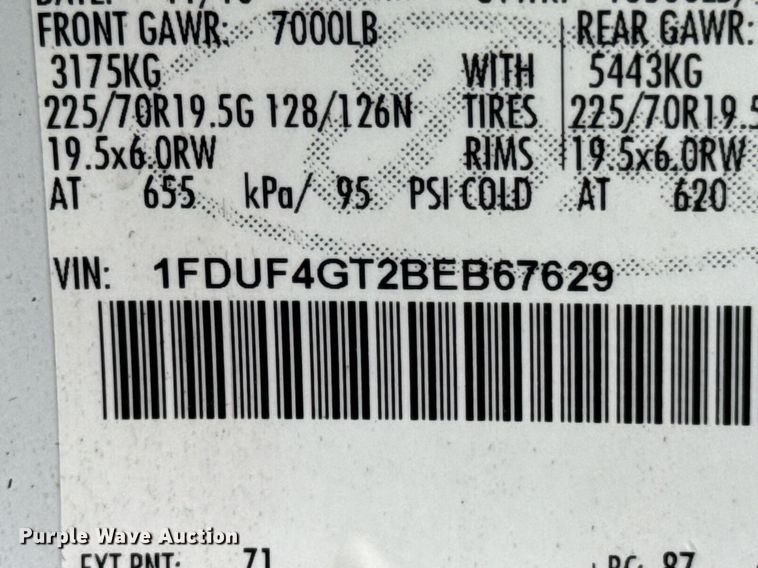 FRONT GAWR: 7000LB REAR GAWR:
3175KG WITH 5443KG
225/70R19.5G 128/126N TIRES 225/70R19.5
19.5x6.0RW RIMS 19.5x6.0RW
AT 655 kPa/ 95 PSI COLD AT 620
VIN: 1FDUF4GT2BEB67629
Purple Wave Auction
EXT PNT: 71 RC: 87